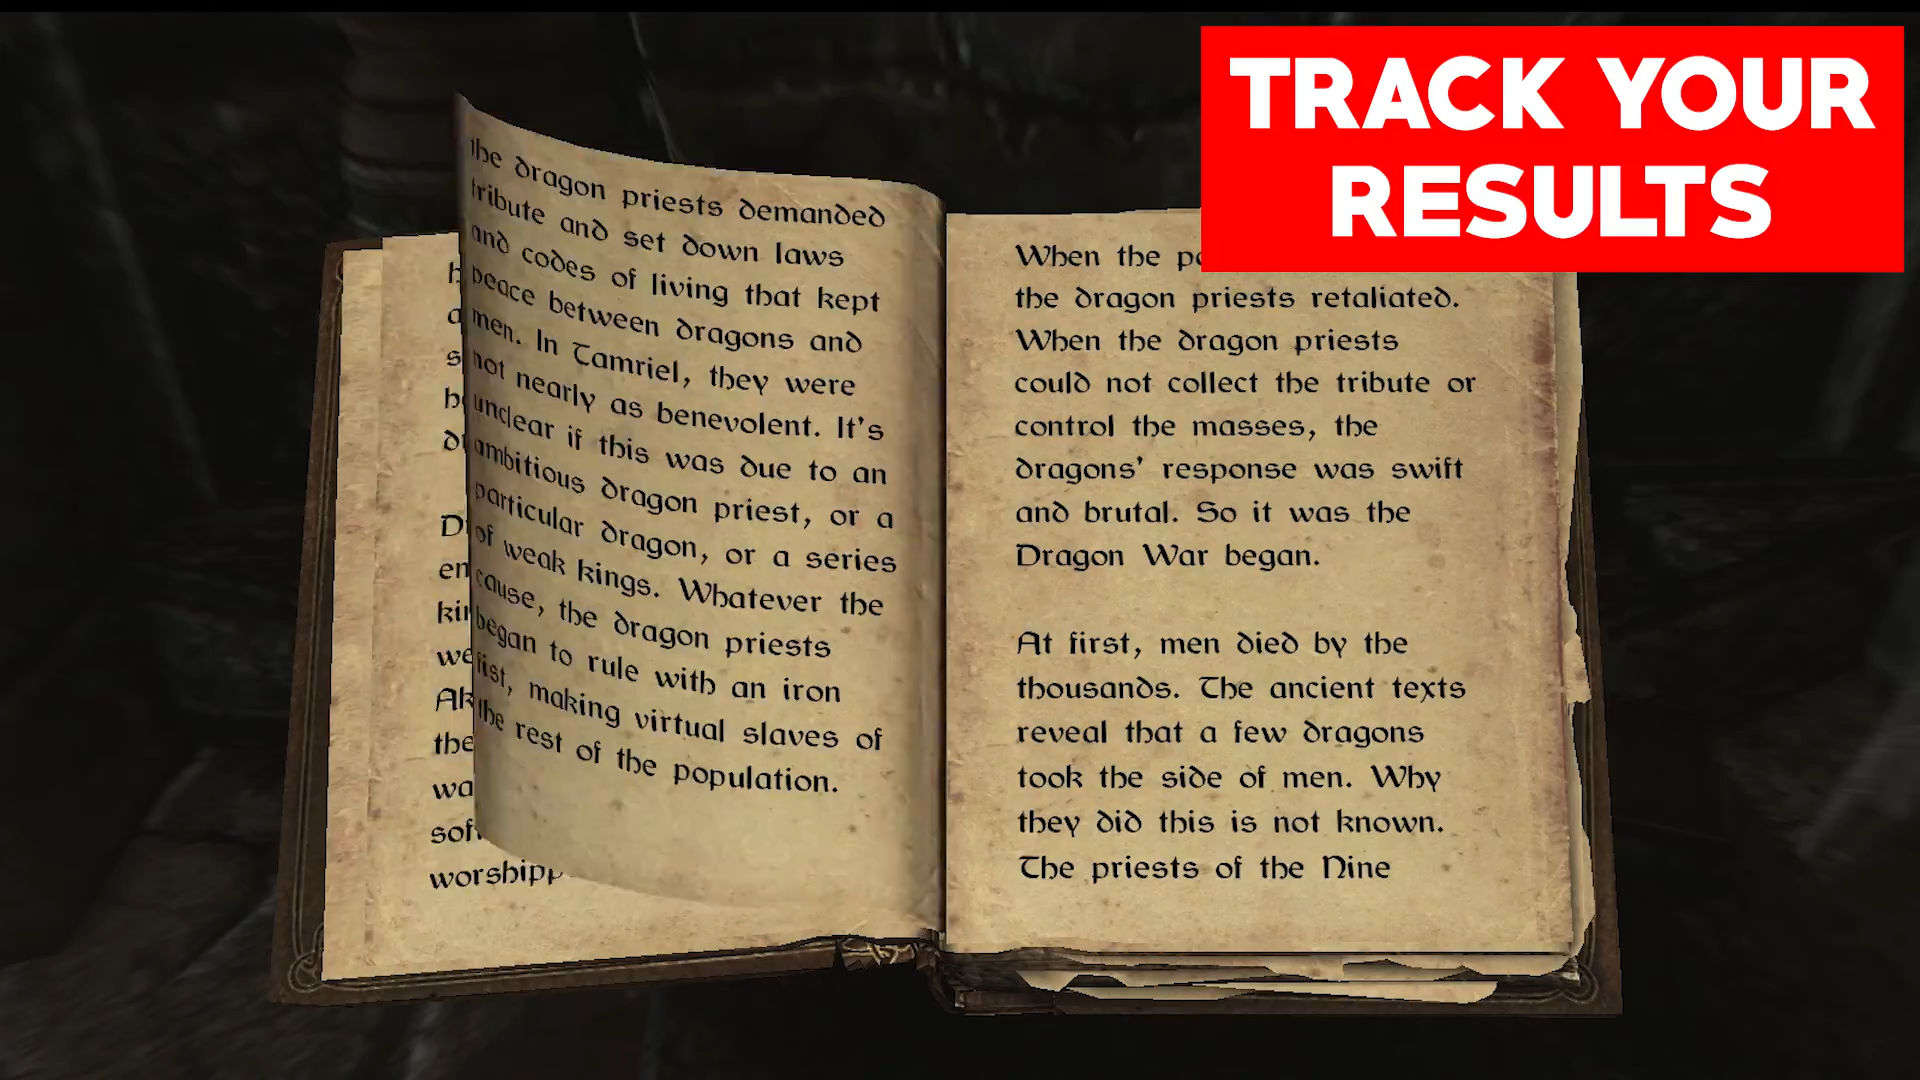 TRACK YOUR
RESULTS
the dragon priests demanded
tribute and set down laws
and codes of living that kept
peace between dragons and
men. In Tamriel, they were
not nearly as benevolent. It's
unclear if this was due to an
ambitious dragon priest, or a
particular dragon, or a series
of weak kings. Whatever the
cause, the dragon priests
began to rule with an iron
fist, making virtual slaves of
the rest of the population.
When the
the dragon priests retaliated.
When the dragon priests
could not collect the tribute or
control the masses, the
dragons' response was swift
and brutal. So it was the
Dragon War began.
At first, men died by the
thousands. The ancient texts
reveal that a few dragons
took the side of men. Why
they did this is not known.
The priests of the Nine